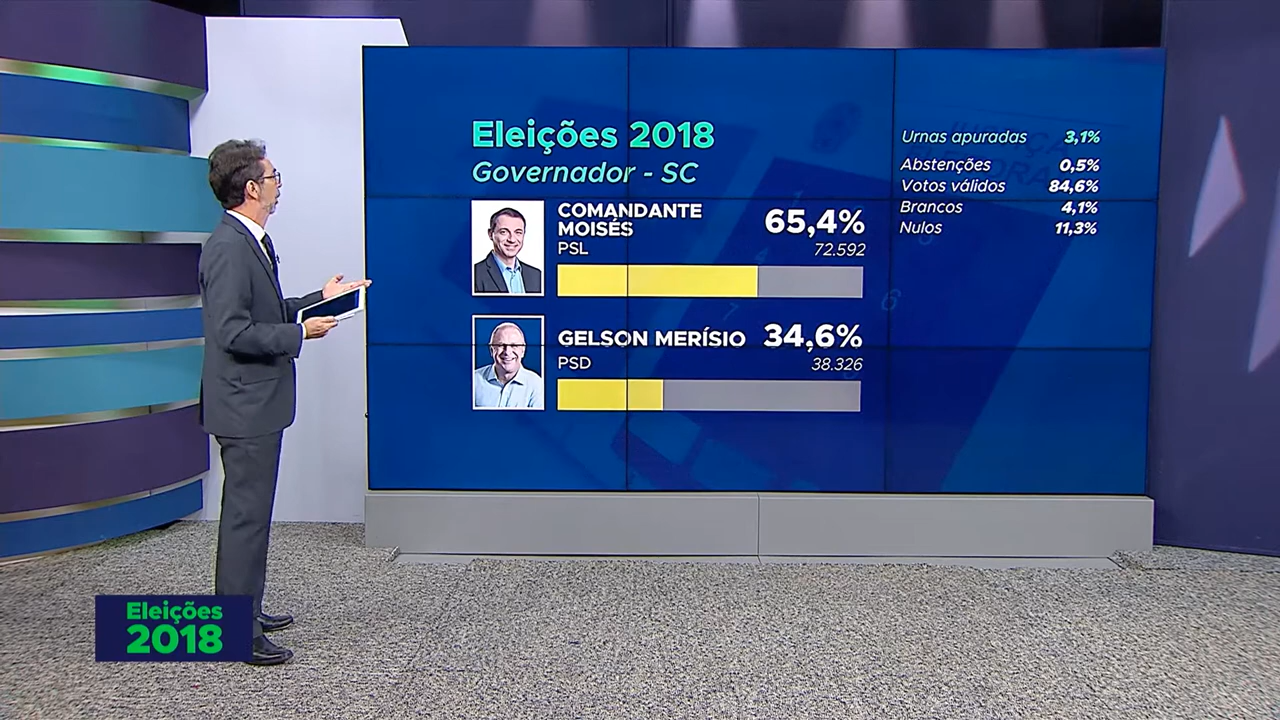 Eleições 2018
Governador - SC
COMANDANTE
MOISÉS
PSL
65,4%
72.592
GELSON MERÍSIO
PSD
34,6%
38.326
Urnas apuradas 3,1%
Abstenções 0,5%
Votos válidos 84,6%
Brancos 4,1%
Nulos 11,3%
Eleições
2018